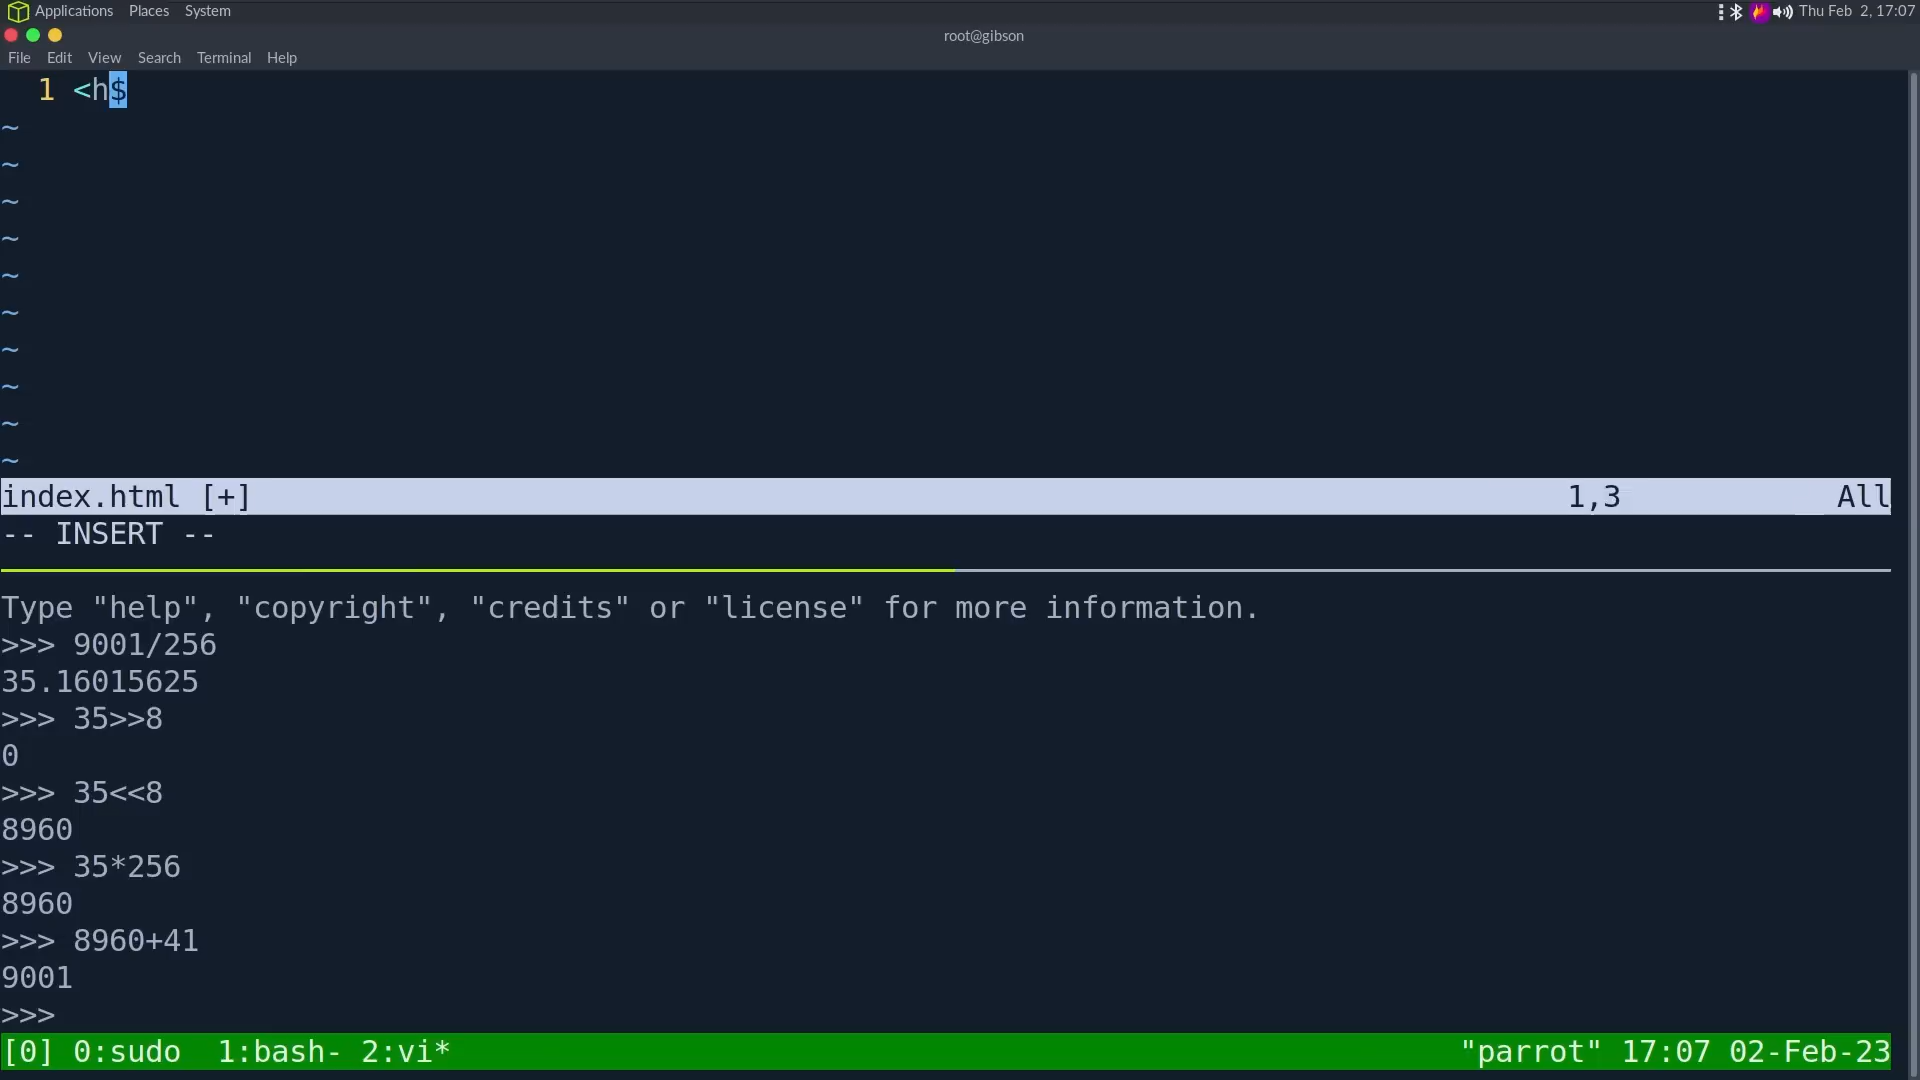 Applications Places System Thu Feb 2, 17:07
root@gibson
File Edit View Search Terminal Help
1 <h$
~
~
~
~
~
~
~
~
~
~
index.html [+] 1,3 All
-- INSERT --
Type "help", "copyright", "credits" or "license" for more information.
>>> 9001/256
35.16015625
>>> 35>>8
0
>>> 35<<8
8960
>>> 35*256
8960
>>> 8960+41
9001
>>>
[0] 0:sudo 1:bash- 2:vi* "parrot" 17:07 02-Feb-23